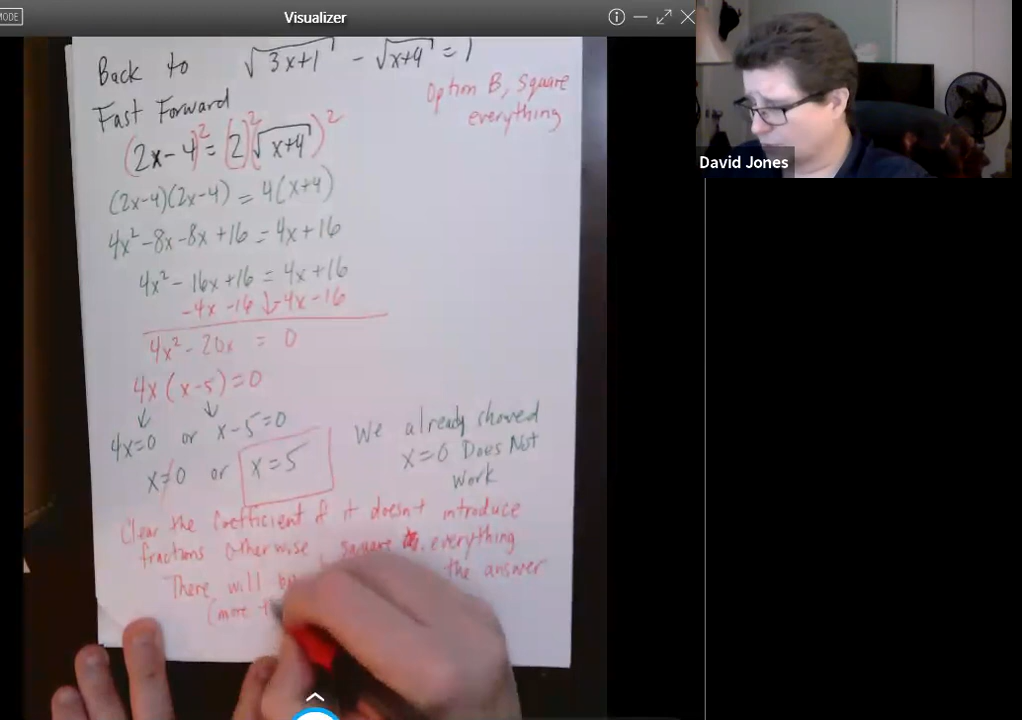 MODE
Visualizer
David Jones
Back to √3x+1 - √x+4 = 1
Fast Forward
Option B, Square
everything
(2x-4)² = (2)²(√x+4)²
(2x-4)(2x-4) = 4(x+4)
4x²-8x-8x+16 = 4x+16
4x²-16x+16 = 4x+16
-4x -16 ↓ -4x-16
4x²-20x = 0
4x(x-5)=0
↓ ↓
4x=0 or x-5=0
x≠0 or x=5
We already showed
x=0 Does Not
Work
Clear the coefficient if it doesn't introduce
fractions otherwise, square everything
There will the answer
(more